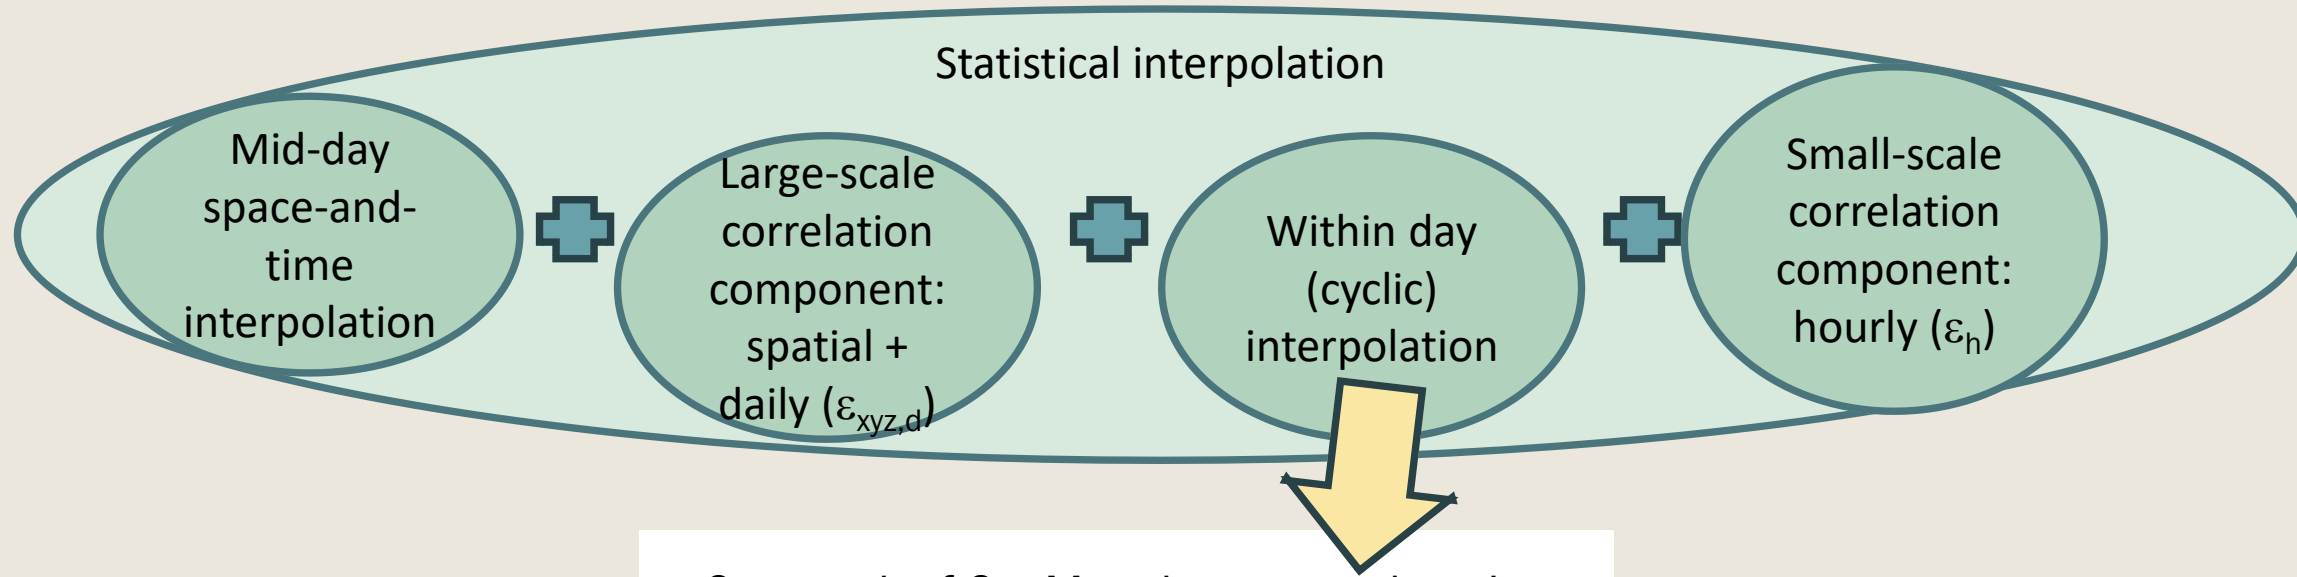 Statistical interpolation
Mid-day
space-and-
time
interpolation
Large-scale
correlation
component:
spatial +
daily (εxyz,d)
Within day
(cyclic)
interpolation
Small-scale
correlation
component:
hourly (εh)